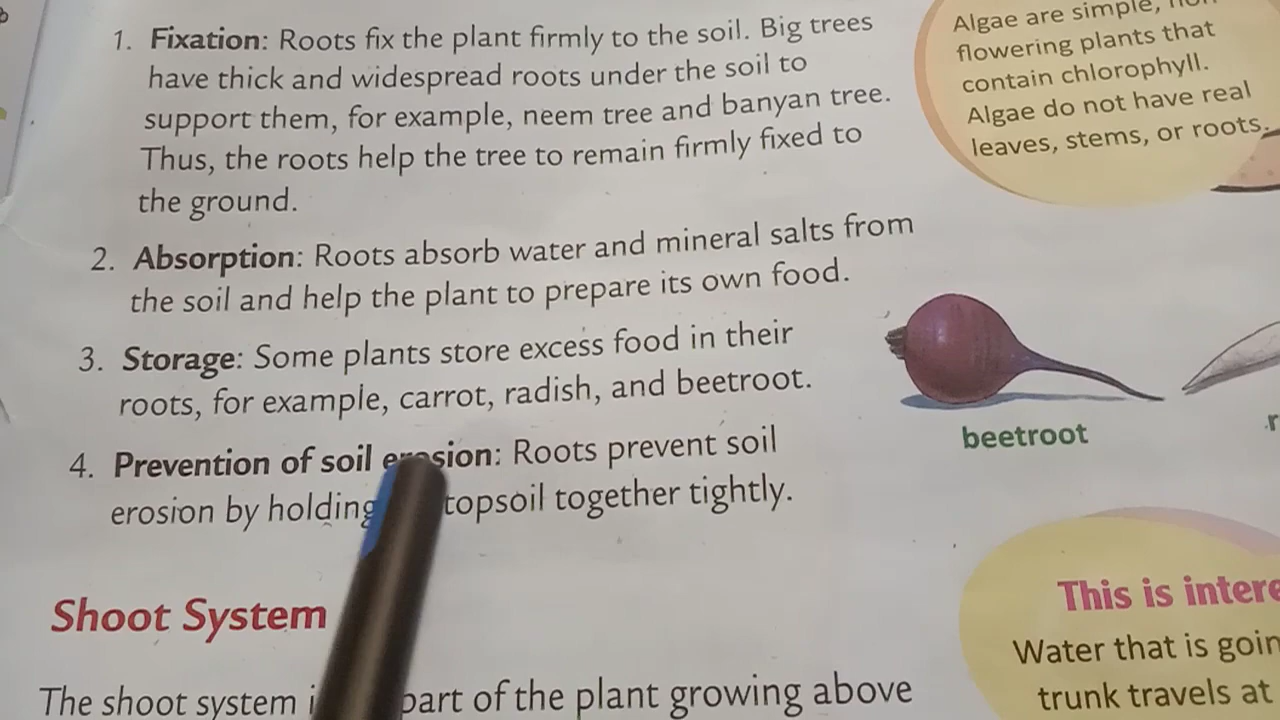 1. Fixation: Roots fix the plant firmly to the soil. Big trees
have thick and widespread roots under the soil to
support them, for example, neem tree and banyan tree.
Thus, the roots help the tree to remain firmly fixed to
the ground.
2. Absorption: Roots absorb water and mineral salts from
the soil and help the plant to prepare its own food.
3. Storage: Some plants store excess food in their
roots, for example, carrot, radish, and beetroot.
4. Prevention of soil erosion: Roots prevent soil
erosion by holding topsoil together tightly.
Shoot System
The shoot system part of the plant growing above
Algae are simple,
flowering plants that
contain chlorophyll.
Algae do not have real
leaves, stems, or roots.
beetroot
This is
Water that is
trunk travels at